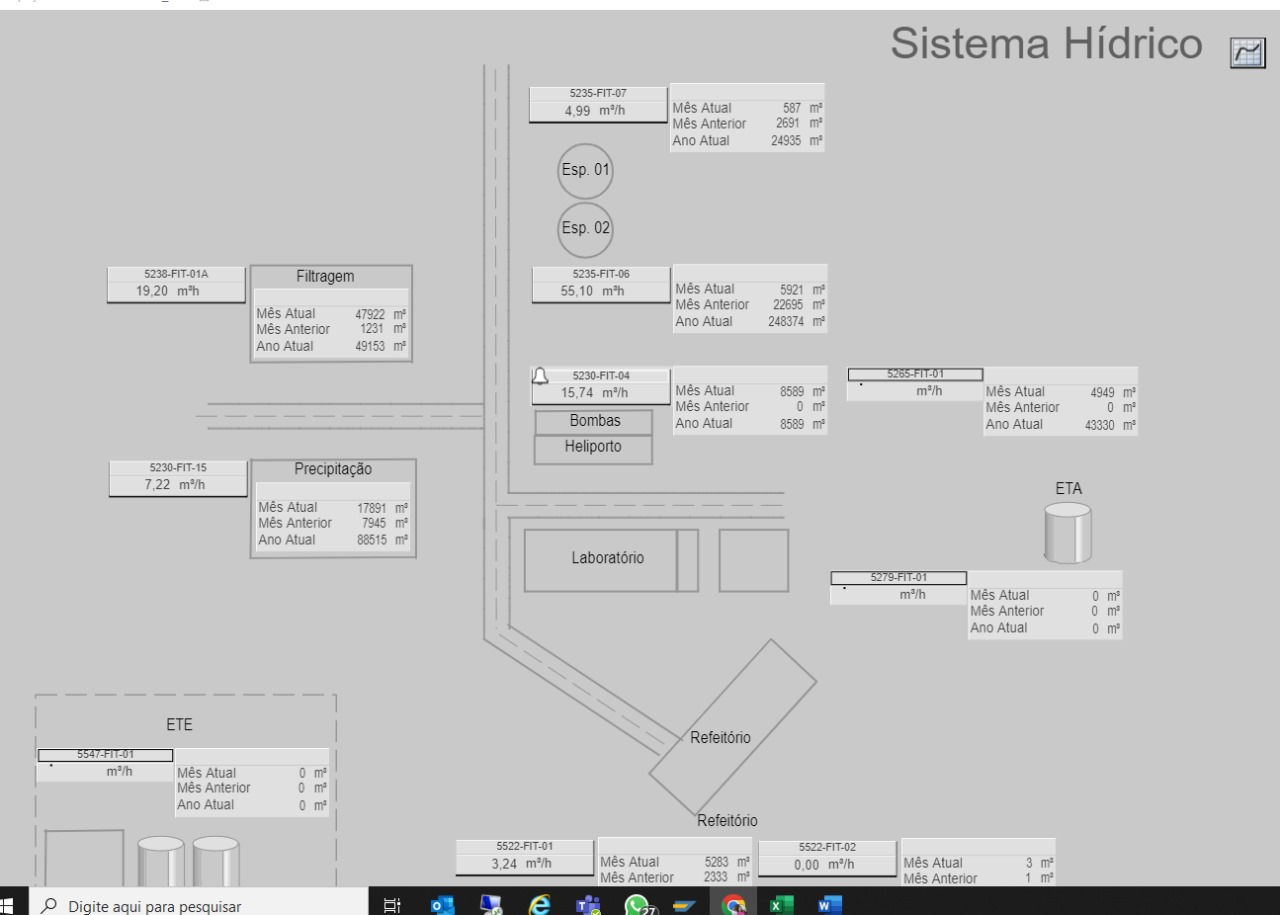 Sistema Hídrico
5235-FIT-07
4,99 m³/h
Mês Atual 587 m³
Mês Anterior 2691 m³
Ano Atual 24935 m³
Esp. 01
Esp. 02
5238-FIT-01A
19,20 m³h
Filtragem
Mês Atual 47922 m³
Mês Anterior 1231 m³
Ano Atual 49153 m³
5235-FIT-06
55,10 m³h
Mês Atual 5921 m³
Mês Anterior 22695 m³
Ano Atual 248374 m³
5230-FIT-04
15,74 m³/h
Mês Atual 8589 m³
Mês Anterior 0 m³
Ano Atual 8589 m³
Bombas
Heliporto
5265-FIT-01
m³/h
Mês Atual 4949 m³
Mês Anterior 0 m³
Ano Atual 43330 m³
5230-FIT-15
7,22 m³/h
Precipitação
Mês Atual 17891 m³
Mês Anterior 7945 m³
Ano Atual 88515 m³
ETA
Laboratório
5279-FIT-01
m³/h
Mês Atual 0 m³
Mês Anterior 0 m³
Ano Atual 0 m³
ETE
5547-FIT-01
m³/h
Mês Atual 0 m³
Mês Anterior 0 m³
Ano Atual 0 m³
Refeitório
Refeitório
5522-FIT-01
3,24 m³/h
Mês Atual 5283 m³
Mês Anterior 2333 m³
5522-FIT-02
0,00 m³/h
Mês Atual 3 m³
Mês Anterior 1 m³
Digite aqui para pesquisar
27